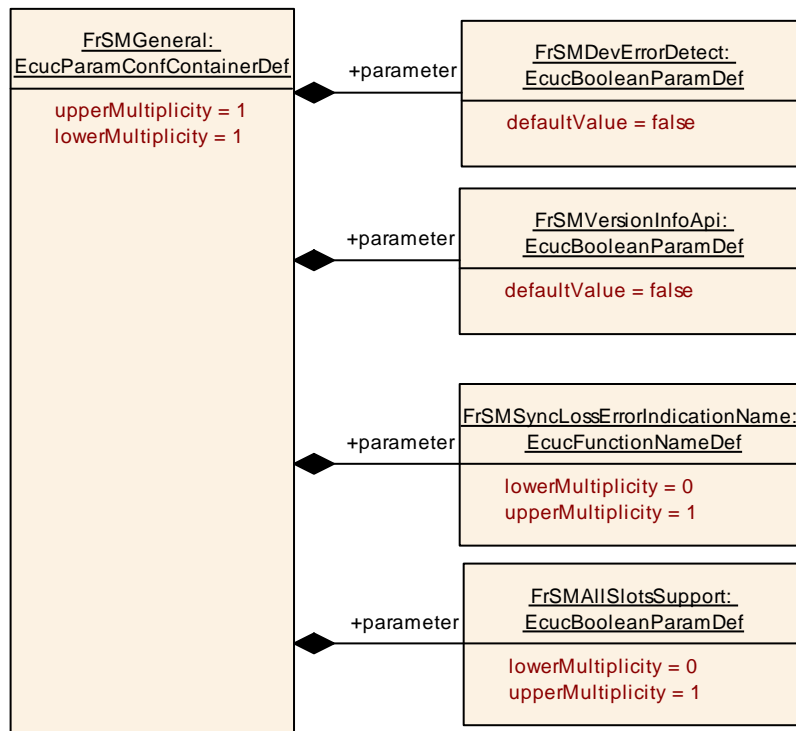 FrSMGeneral:
EcucParamConfContainerDef
upperMultiplicity = 1
lowerMultiplicity = 1
+parameter
FrSMDevErrorDetect:
EcucBooleanParamDef
defaultValue = false
+parameter
FrSMVersionInfoApi:
EcucBooleanParamDef
defaultValue = false
+parameter
FrSMSyncLossErrorIndicationName:
EcucFunctionNameDef
lowerMultiplicity = 0
upperMultiplicity = 1
+parameter
FrSMAllSlotsSupport:
EcucBooleanParamDef
lowerMultiplicity = 0
upperMultiplicity = 1